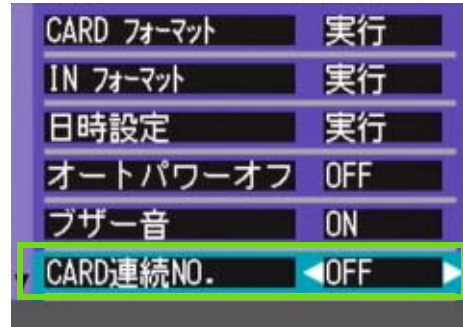 CARD フォーマット 実行
IN フォーマット 実行
日時設定 実行
オートパワーオフ OFF
ブザー音 ON
CARD連続NO. OFF